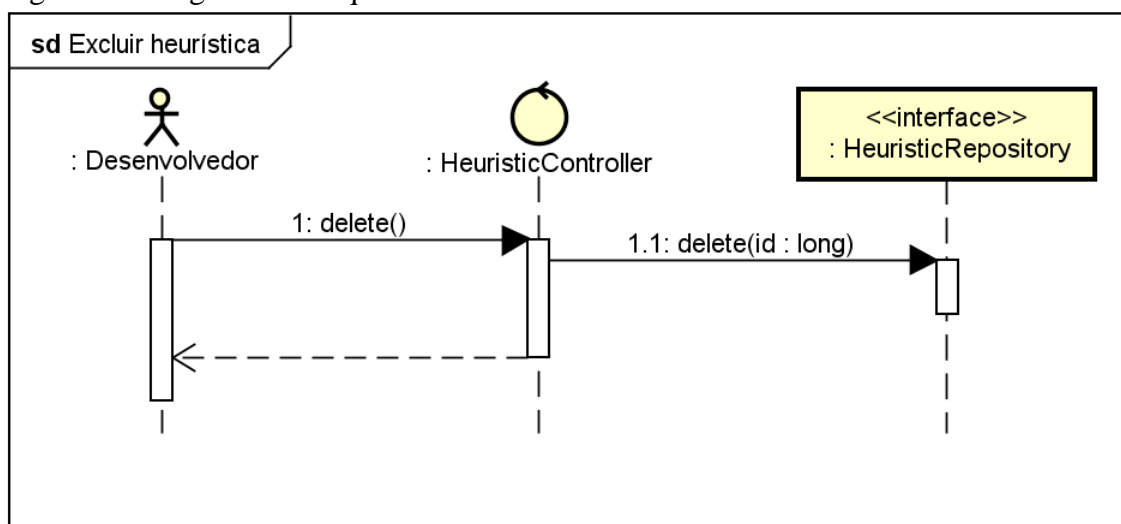 sd Excluir heurística
: Desenvolvedor
: HeuristicController
<<interface>>
: HeuristicRepository
1: delete()
1.1: delete(id : long)